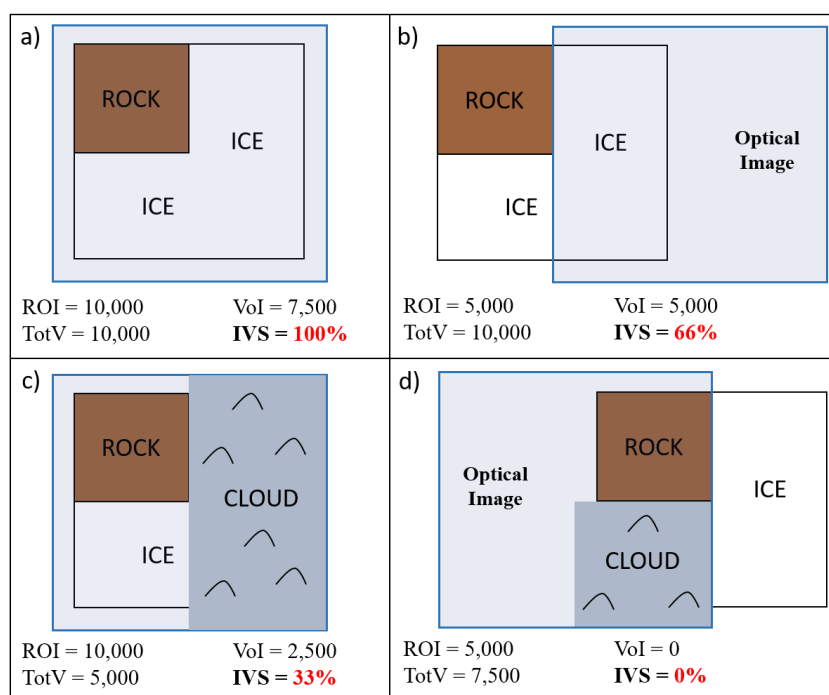 a)
ROCK
ICE
ICE
ROI = 10,000 VoI = 7,500
TotV = 10,000 IVS = 100%
b)
ROCK
ICE
Optical
Image
ICE
ROI = 5,000 VoI = 5,000
TotV = 10,000 IVS = 66%
c)
ROCK
CLOUD
ICE
ROI = 10,000 VoI = 2,500
TotV = 5,000 IVS = 33%
d)
ROCK
Optical
Image
ICE
CLOUD
ROI = 5,000 VoI = 0
TotV = 7,500 IVS = 0%